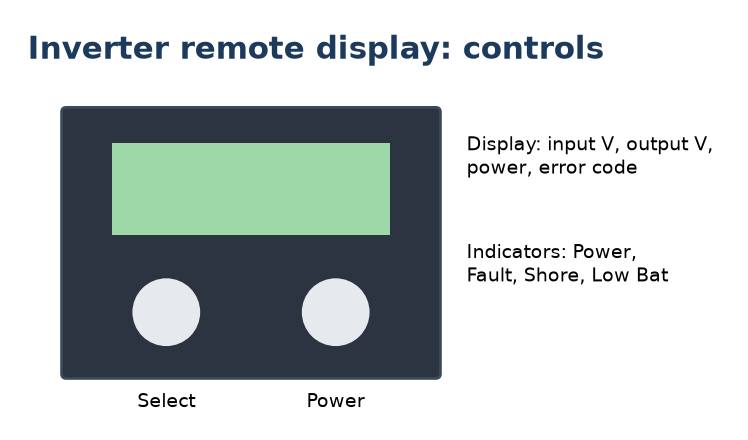 Inverter remote display: controls
Display: input V, output V,
power, error code
Indicators: Power,
Fault, Shore, Low Bat
Select
Power